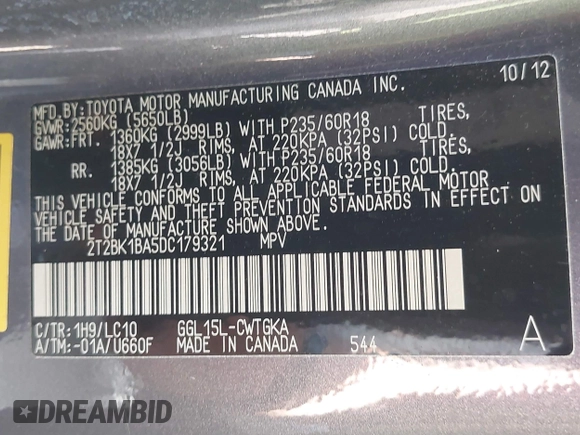 10/12
MFD.BY:TOYOTA MOTOR MANUFACTURING CANADA INC.
GVWR:2560KG (5650LB)
GAWR:FRT. 1360KG (2999LB) WITH P235/60R18 TIRES,
18X7 1/2J RIMS, AT 220KPA (32PSI) COLD.
RR. 1385KG (3056LB) WITH P235/60R18 TIRES,
18X7 1/2J RIMS, AT 220KPA (32PSI) COLD.
THIS VEHICLE CONFORMS TO ALL APPLICABLE FEDERAL MOTOR
VEHICLE SAFETY AND THEFT PREVENTION STANDARDS IN EFFECT ON
THE DATE OF MANUFACTURE SHOWN ABOVE.
2T2BK1BA5DC179321 MPV
C/TR:1H9/LC10 GGL15L-CWTGKA
A/TM:-01A/U660F MADE IN CANADA 544 A
DREAMBID